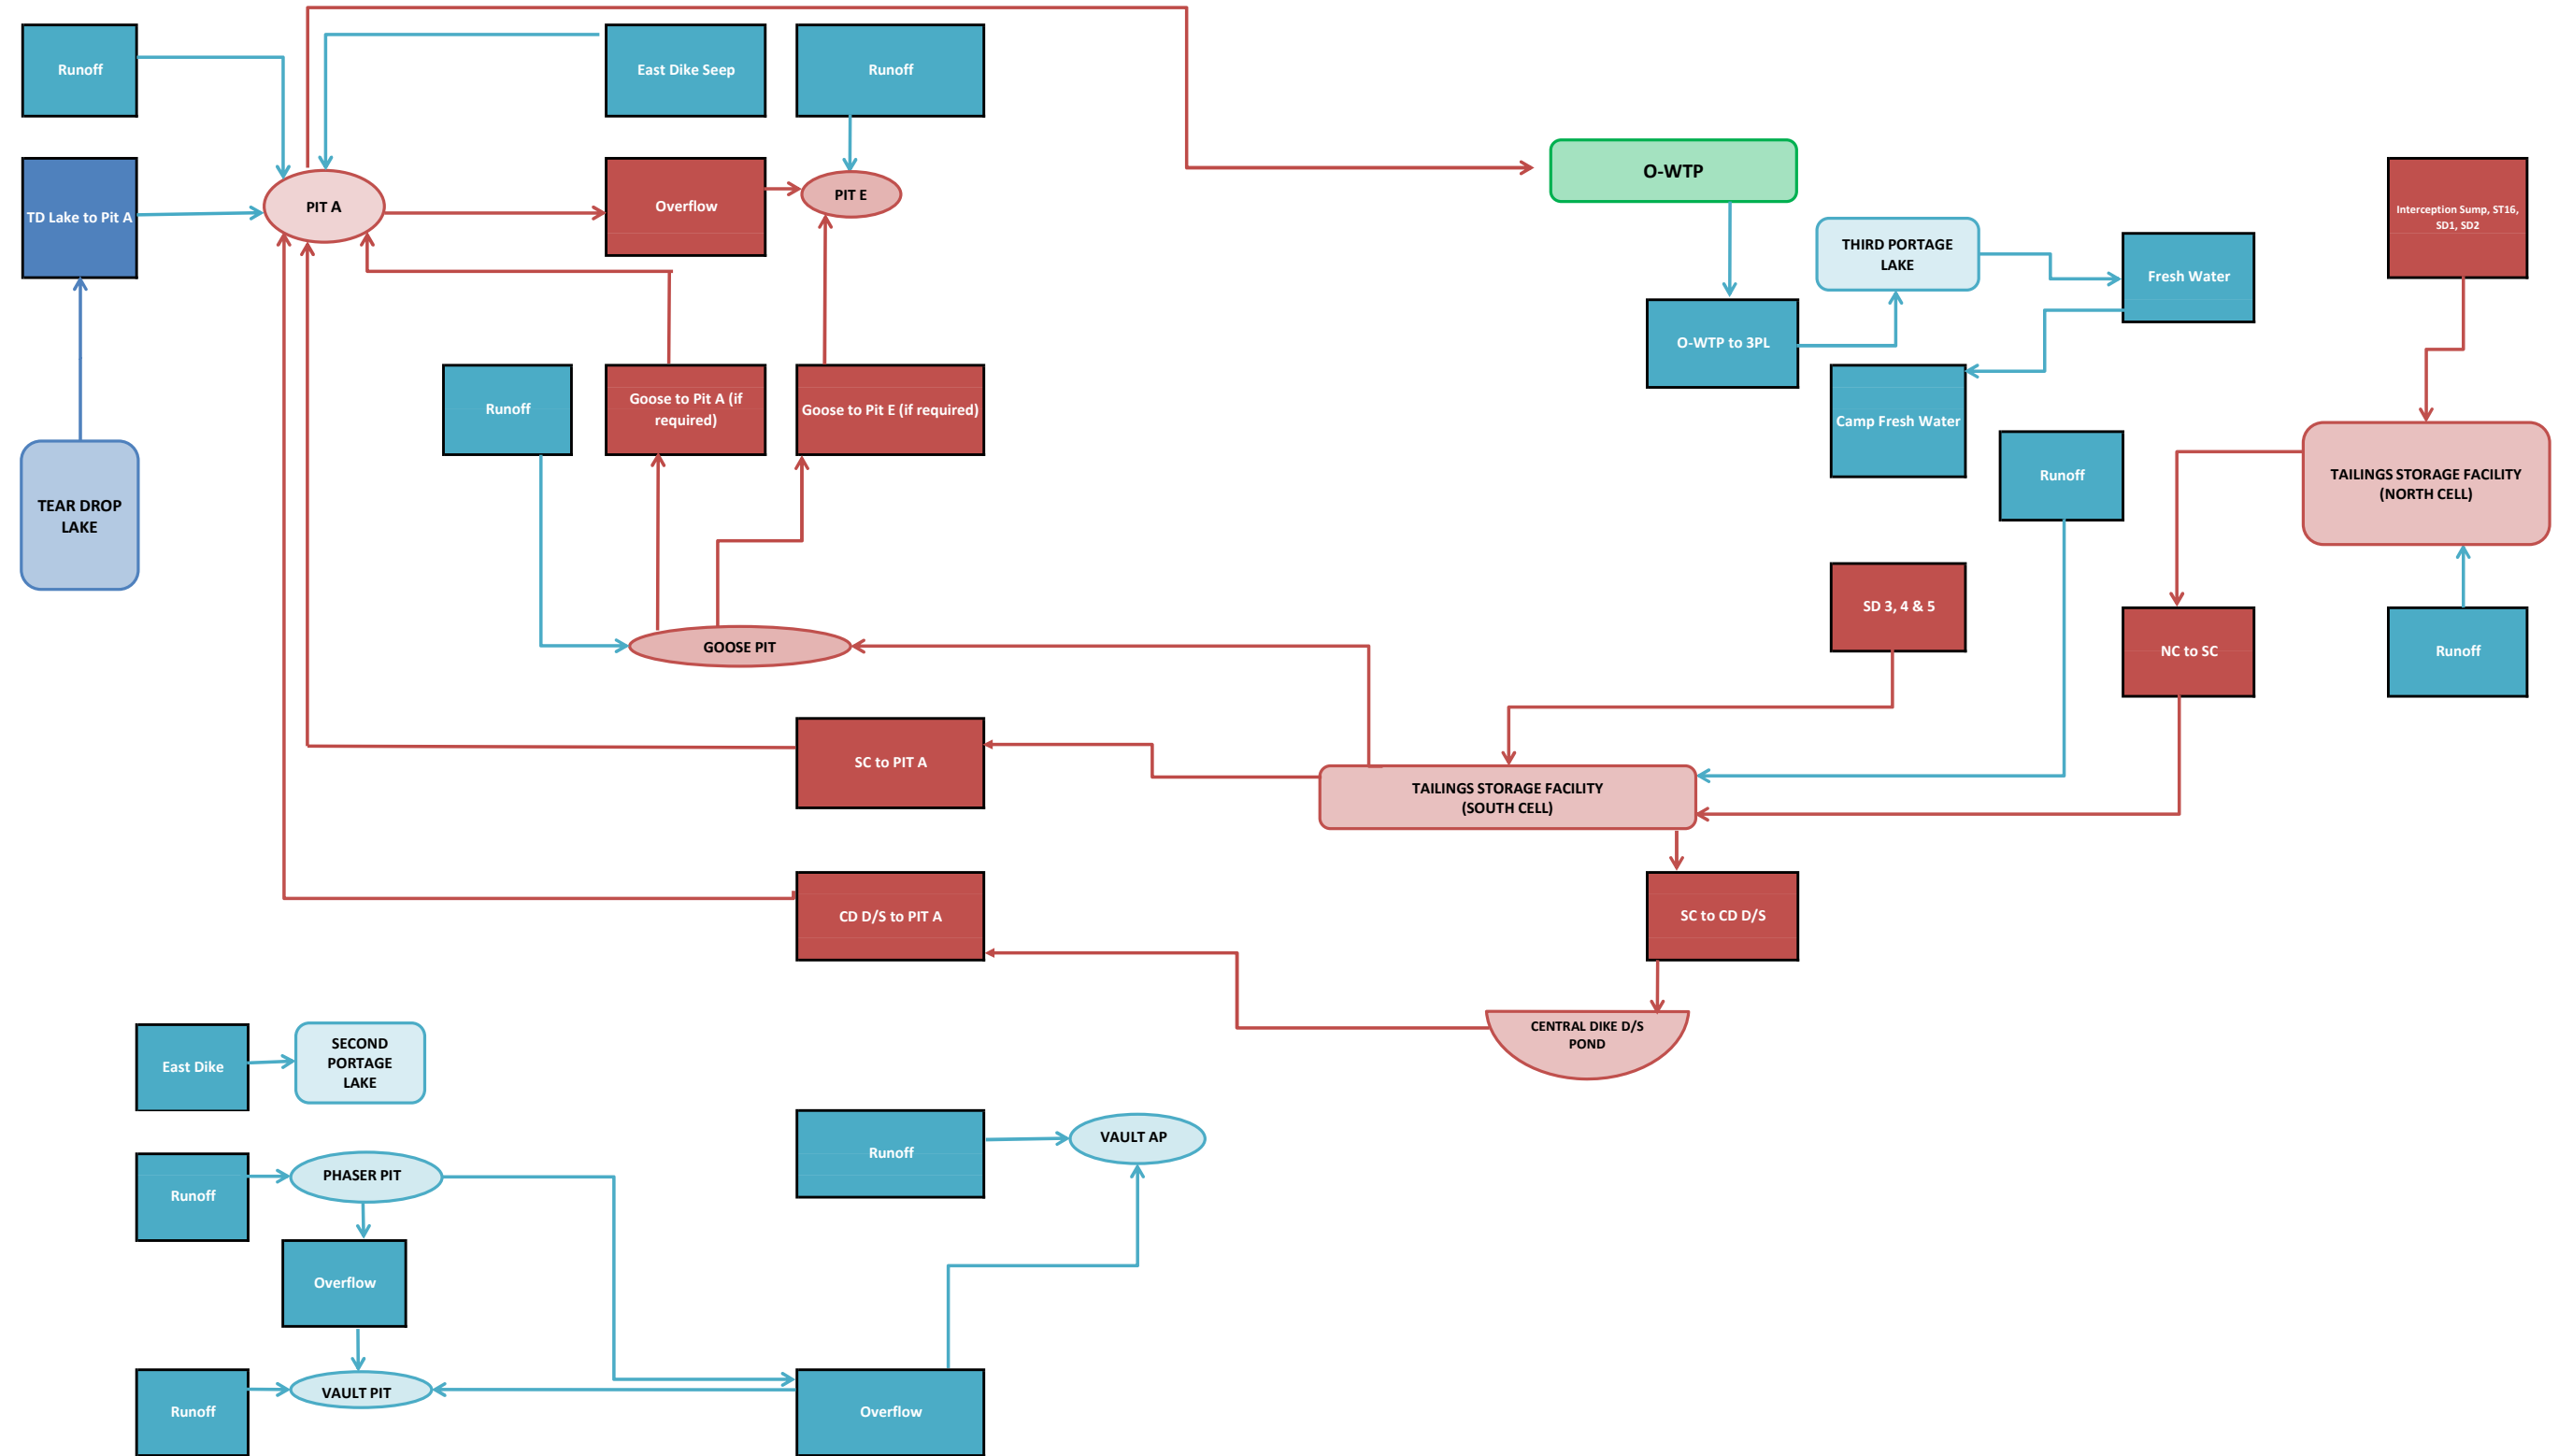 Runoff
East Dike Seep
Runoff
TD Lake to Pit A
PIT A
Overflow
PIT E
O-WTP
Interception Sump, ST16,
SD1, SD2
THIRD PORTAGE
LAKE
Fresh Water
O-WTP to 3PL
Runoff
Goose to Pit A (if
required)
Goose to Pit E (if required)
Camp Fresh Water
Runoff
TAILINGS STORAGE FACILITY
(NORTH CELL)
TEAR DROP
LAKE
SD 3, 4 & 5
GOOSE PIT
NC to SC
Runoff
SC to PIT A
TAILINGS STORAGE FACILITY
(SOUTH CELL)
CD D/S to PIT A
SC to CD D/S
CENTRAL DIKE D/S
POND
East Dike
SECOND
PORTAGE
LAKE
Runoff
VAULT AP
Runoff
PHASER PIT
Overflow
Runoff
VAULT PIT
Overflow